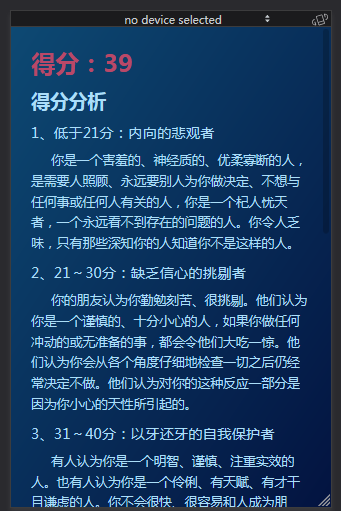 no device selected
得分：39
得分分析
1、低于21分：内向的悲观者
你是一个害羞的、神经质的、优柔寡断的人，
是需要人照顾、永远要别人为你做决定、不想与
任何事或任何人有关的人，你是一个杞人忧天
者，一个永远看不到存在的问题的人。你令人乏
味，只有那些深知你的人知道你不是这样的人。
2、21～30分：缺乏信心的挑剔者
你的朋友认为你勤勉刻苦、很挑剔。他们认为
你是一个谨慎的、十分小心的人，如果你做任何
冲动的或无准备的事，都会令他们大吃一惊。他
们认为你会从各个角度仔细地检查一切之后仍经
常决定不做。他们认为对你的这种反应一部分是
因为你小心的天性所引起的。
3、31～40分：以牙还牙的自我保护者
有人认为你是一个明智、谨慎、注重实效的
人。也有人认为你是一个伶俐、有天赋、有才干
且谦虚的人。你不会很快、很容易和人成为朋